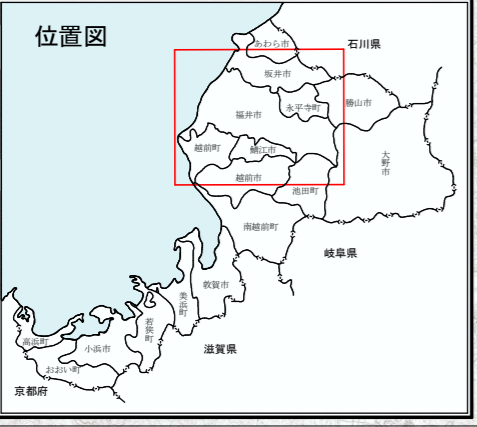 位置図
あわら市
石川県
坂井市
永平寺町
勝山市
福井市
越前町
鯖江市
大野市
越前市
池田町
南越前町
岐阜県
敦賀市
美浜町
若狭町
高浜町
小浜市
滋賀県
おおい町
京都府